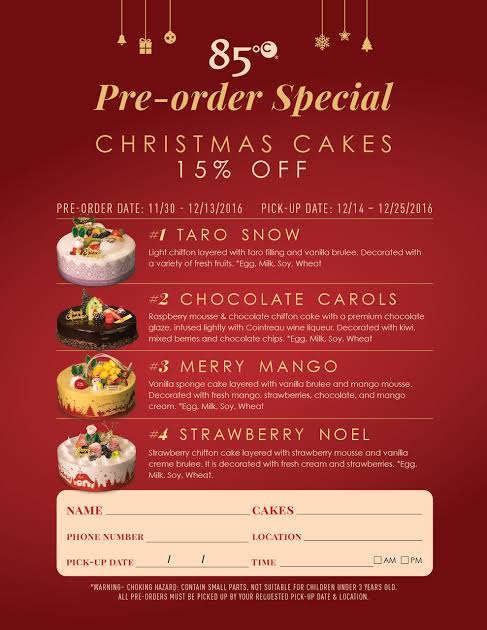 85°C
Pre-order Special
CHRISTMAS CAKES
15% OFF
PRE-ORDER DATE: 11/30 - 12/13/2016 PICK-UP DATE: 12/14 – 12/25/2016
#1 TARO SNOW
Light chiffon layered with taro filling and vanilla brulee. Decorated with
a variety of fresh fruits. *Egg, Milk, Soy, Wheat
#2 CHOCOLATE CAROLS
Raspberry mousse & chocolate chiffon cake with a premium chocolate
glaze, infused lightly with Cointreau wine liqueur. Decorated with kiwi,
mixed berries and chocolate chips. *Egg, Milk, Soy, Wheat
#3 MERRY MANGO
Vanilla sponge cake layered with vanilla brulee and mango mousse.
Decorated with fresh mango, strawberries, chocolate, and mango
cream. *Egg, Milk, Soy, Wheat
#4 STRAWBERRY NOEL
Strawberry chiffon cake layered with strawberry mousse and vanilla
creme brulee. It is decorated with fresh cream and strawberries. *Egg,
Milk, Soy, Wheat.
NAME CAKES
PHONE NUMBER LOCATION
PICK-UP DATE / / TIME AM PM
*WARNING- CHOKING HAZARD: CONTAIN SMALL PARTS, NOT SUITABLE FOR CHILDREN UNDER 3 YEARS OLD.
ALL PRE-ORDERS MUST BE PICKED UP BY YOUR REQUESTED PICK-UP DATE & LOCATION.